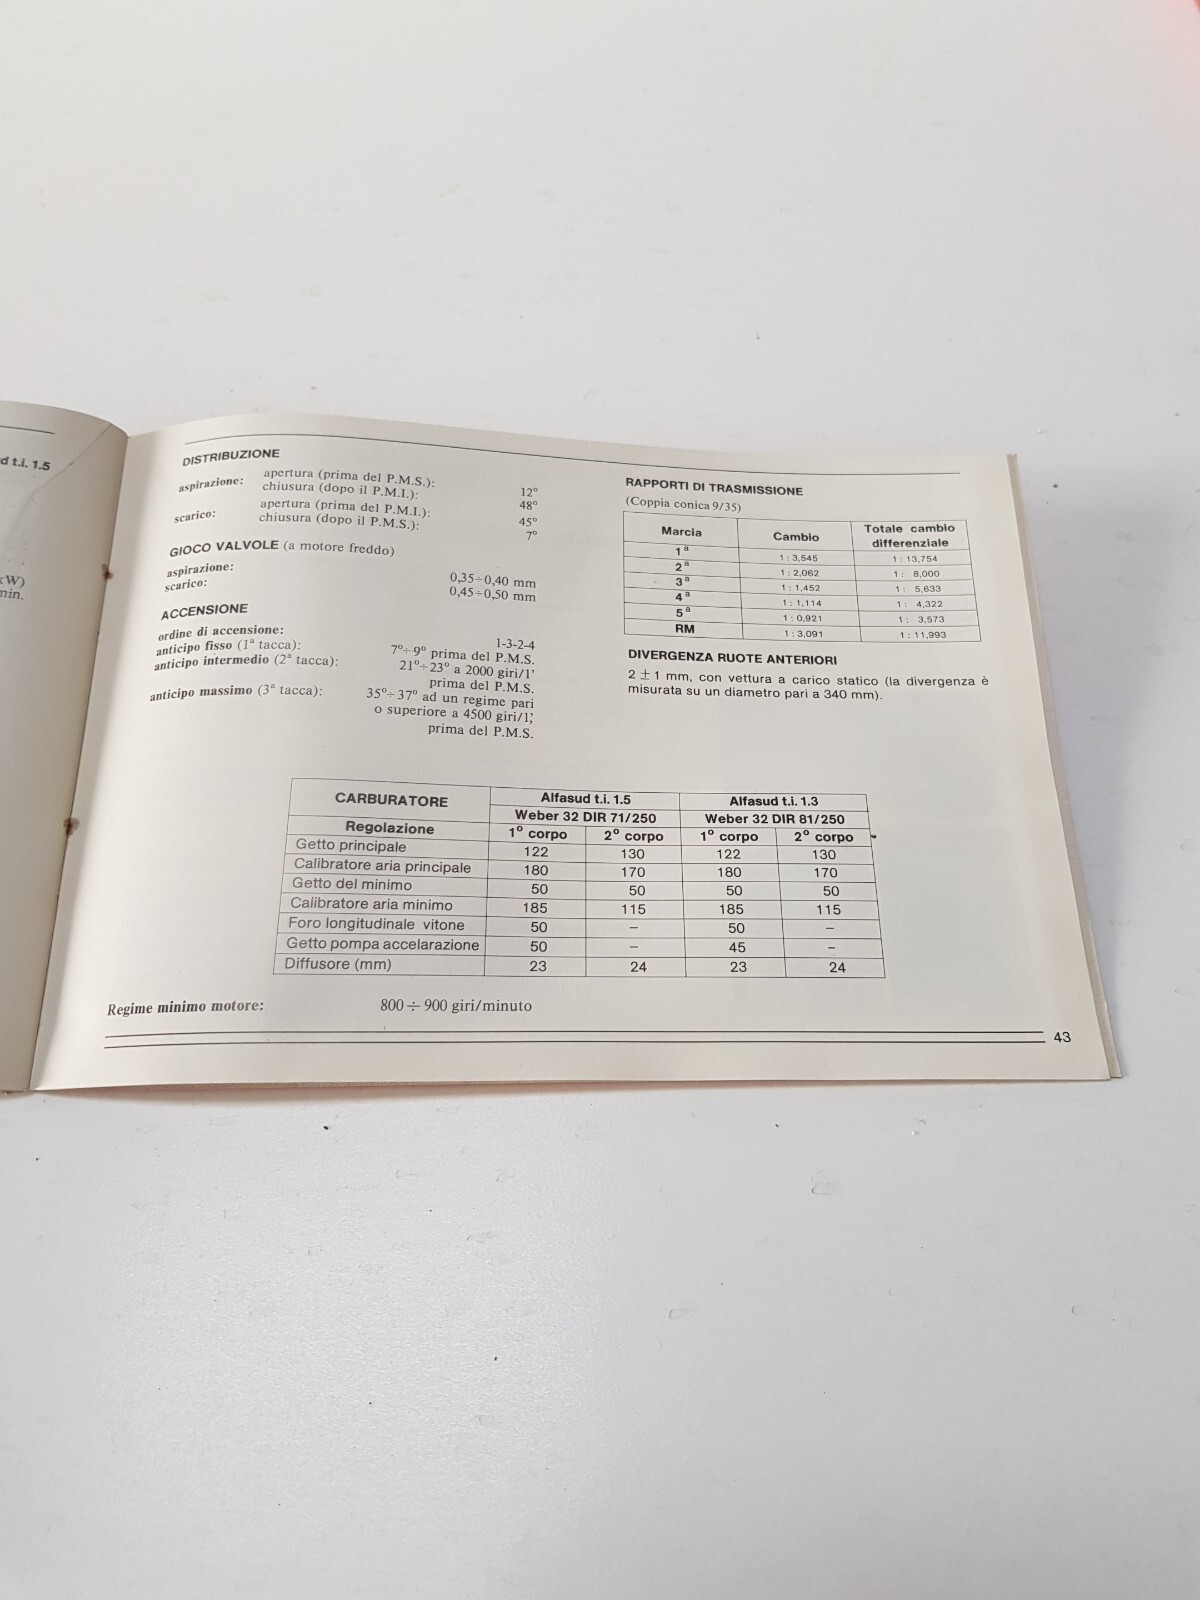 d t.i. 1.5
kW)
min.
DISTRIBUZIONE
aspirazione: apertura (prima del P.M.S.): 12°
chiusura (dopo il P.M.I.): 48°
scarico: apertura (prima del P.M.I.): 45°
chiusura (dopo il P.M.S.): 7°
GIOCO VALVOLE (a motore freddo)
aspirazione: 0,35÷0,40 mm
scarico: 0,45÷0,50 mm
ACCENSIONE
ordine di accensione: 1-3-2-4
anticipo fisso (1ª tacca): 7°÷9° prima del P.M.S.
anticipo intermedio (2ª tacca): 21°÷23° a 2000 giri/1'
prima del P.M.S.
anticipo massimo (3ª tacca): 35°÷37° ad un regime pari
o superiore a 4500 giri/1',
prima del P.M.S.
RAPPORTI DI TRASMISSIONE
(Coppia conica 9/35)
Marcia Cambio Totale cambio differenziale
1ª 1 : 3,545 1 : 13,754
2ª 1 : 2,062 1 : 8,000
3ª 1 : 1,452 1 : 5,633
4ª 1 : 1,114 1 : 4,322
5ª 1 : 0,921 1 : 3,573
RM 1 : 3,091 1 : 11,993
DIVERGENZA RUOTE ANTERIORI
2 ± 1 mm, con vettura a carico statico (la divergenza è
misurata su un diametro pari a 340 mm).
CARBURATORE Alfasud t.i. 1.5 Alfasud t.i. 1.3
Weber 32 DIR 71/250 Weber 32 DIR 81/250
Regolazione 1° corpo 2° corpo 1° corpo 2° corpo
Getto principale 122 130 122 130
Calibratore aria principale 180 170 180 170
Getto del minimo 50 50 50 50
Calibratore aria minimo 185 115 185 115
Foro longitudinale vitone 50 – 50 –
Getto pompa accelarazione 50 – 45 –
Diffusore (mm) 23 24 23 24
Regime minimo motore: 800 ÷ 900 giri/minuto
43